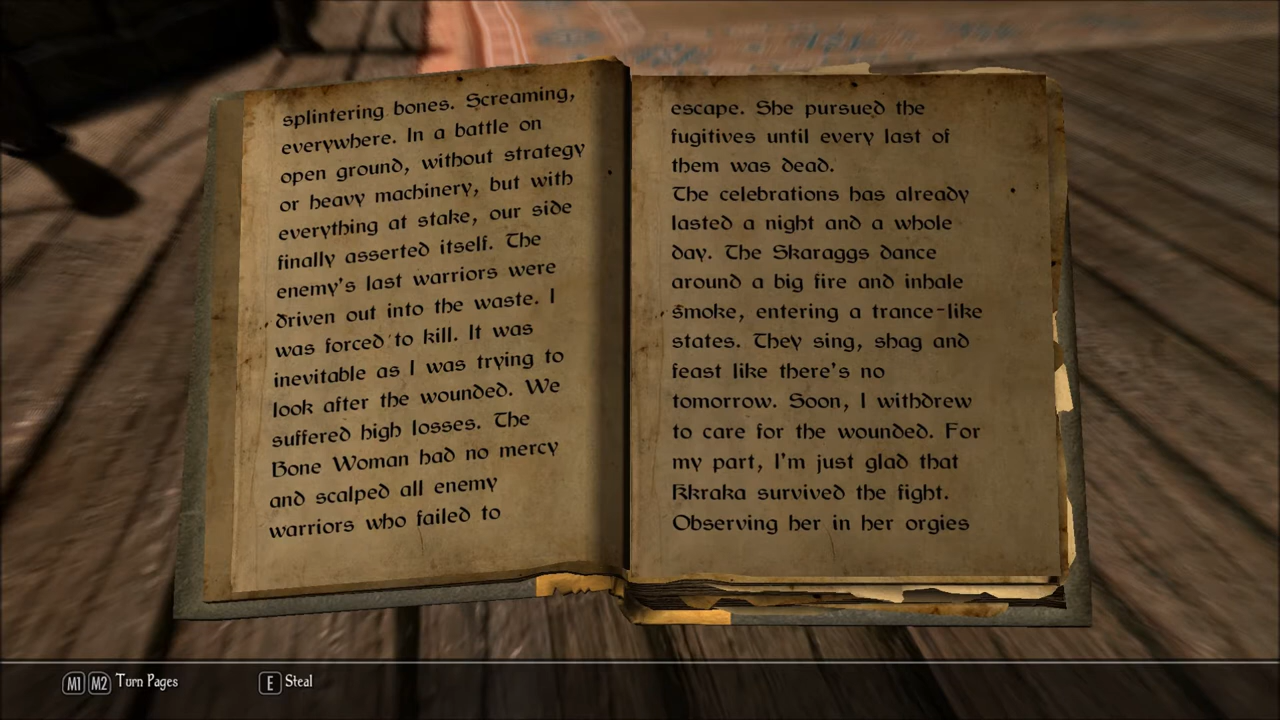 splintering bones. Screaming,
everywhere. In a battle on
open ground, without strategy
or heavy machinery, but with
everything at stake, our side
finally asserted itself. The
enemy's last warriors were
driven out into the waste. I
was forced to kill. It was
inevitable as I was trying to
look after the wounded. We
suffered high losses. The
Bone Woman had no mercy
and scalped all enemy
warriors who failed to
escape. She pursued the
fugitives until every last of
them was dead.
The celebrations has already
lasted a night and a whole
day. The Skaraggs dance
around a big fire and inhale
smoke, entering a trance-like
states. They sing, shag and
feast like there's no
tomorrow. Soon, I withdrew
to care for the wounded. For
my part, I'm just glad that
Kkraka survived the fight.
Observing her in her orgies
M1 M2 Turn Pages E Steal